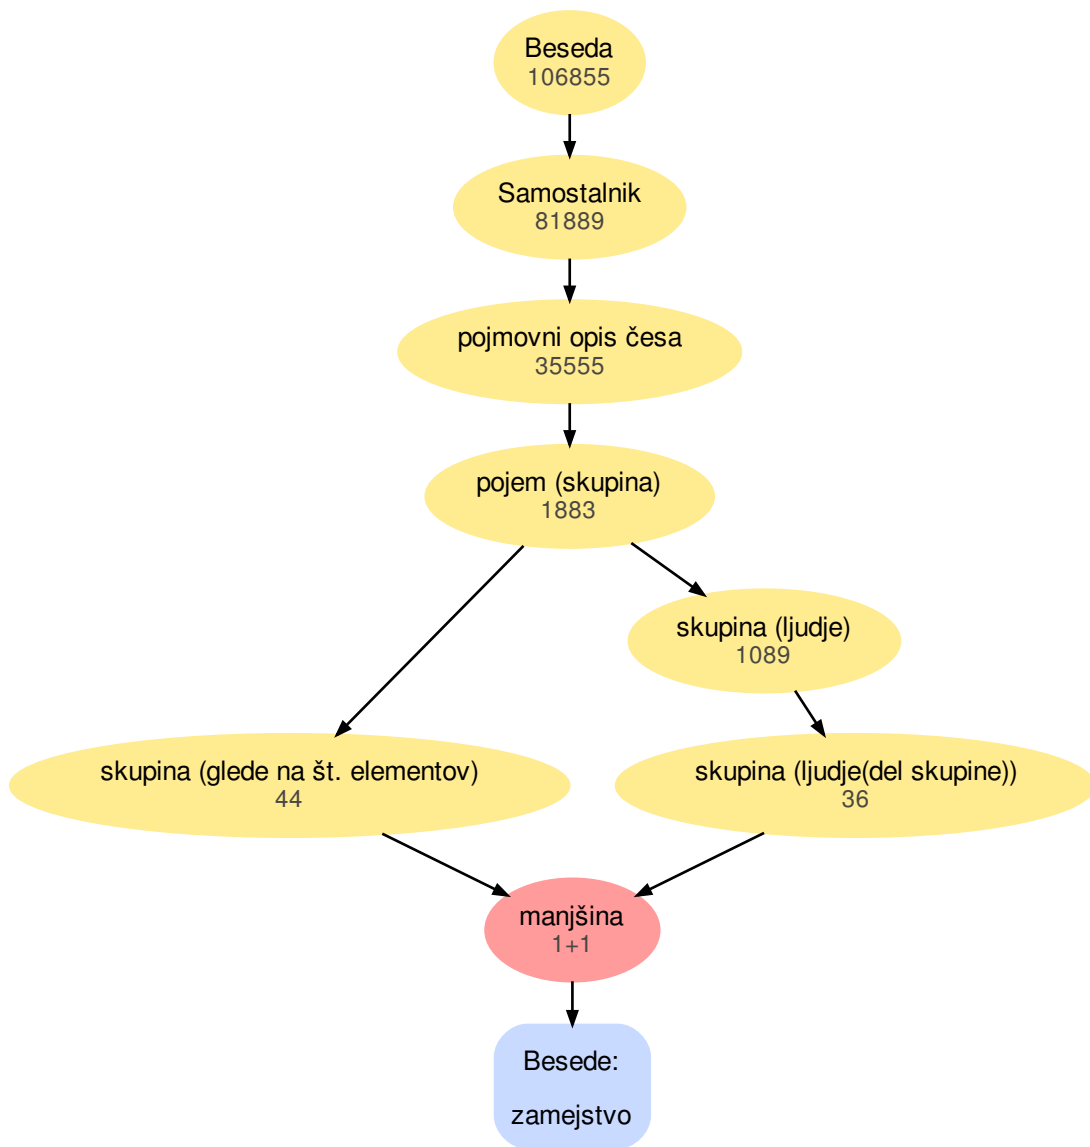 Beseda
106855
Samostalnik
81889
pojmovni opis česa
35555
pojem (skupina)
1883
skupina (ljudje)
1089
skupina (glede na št. elementov)
44
skupina (ljudje(del skupine))
36
manjšina
1+1
Besede:
zamejstvo